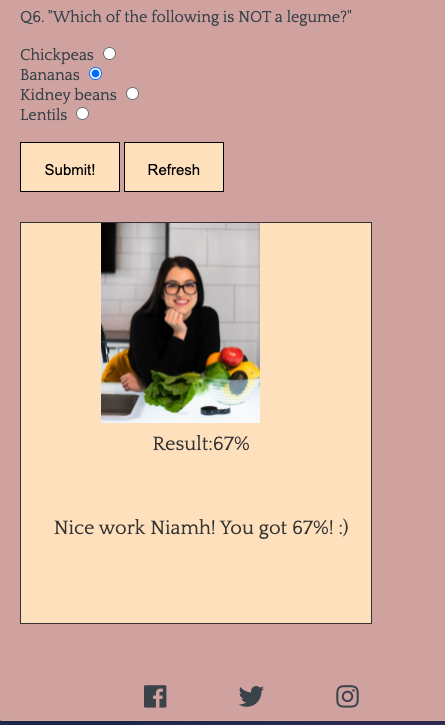 Q6. "Which of the following is NOT a legume?"
Chickpeas
Bananas
Kidney beans
Lentils
Submit! Refresh
Result:67%
Nice work Niamh! You got 67%! :)